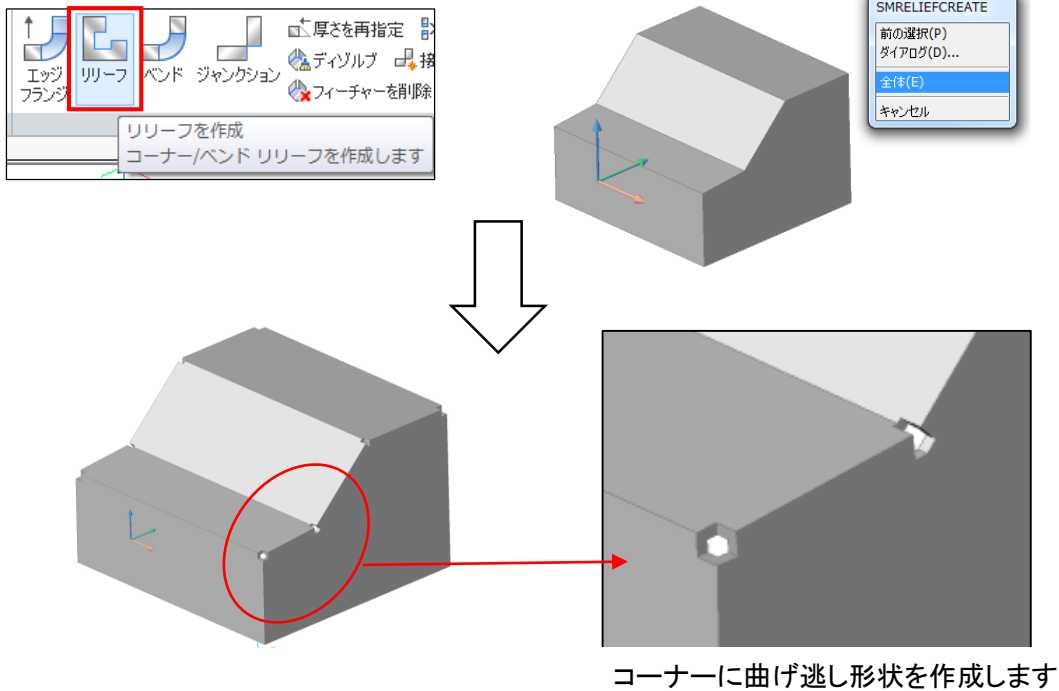 エッジ
フランジ
リリーフ
ベンド
ジャンクション
厚さを再指定
ディゾルブ
接
フィーチャーを削除
リリーフを作成
コーナー/ベンド リリーフを作成します
SMRELIEFCREATE
前の選択(P)
ダイアログ(D)...
全体(E)
キャンセル
コーナーに曲げ逃し形状を作成します